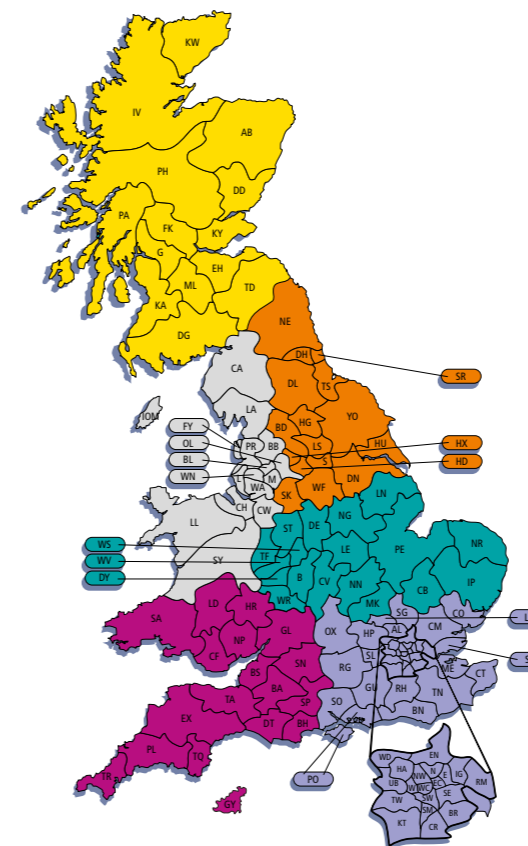 KW
IV
AB
PH
DD
PA
FK
KY
G
EH
ML
TD
KA
DG
NE
DH
CA
SR
DL
TS
LA
IOM
HG
YO
FY
BD
OL
PR
BB
LS
HU
HX
BL
S
HD
WN
L
M
WA
WF
DN
SK
LN
CH
CW
LL
ST
DE
NG
WS
LE
PE
NR
WV
SY
TF
DY
B
CV
NN
IP
CB
WR
MK
LD
HR
SG
CO
L
SA
AL
CM
OX
HP
NP
GL
S
CF
SN
SL
ME
CT
BS
RG
GU
RH
TN
BA
TA
SP
SO
BN
EX
DT
BH
PL
TQ
PO
TR
GY
WD
EN
HA
NW
N
E
IG
RM
UB
W
WC
EC
SE
TW
SW
SM
BR
KT
CR